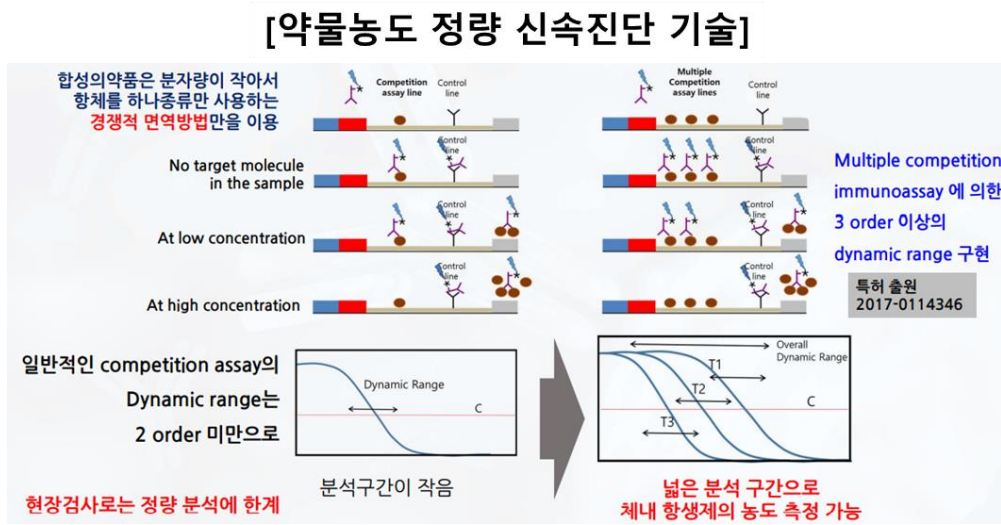 [약물농도 정량 신속진단 기술]
합성의약품은 분자량이 작아서
항체를 하나종류만 사용하는
경쟁적 면역방법만을 이용
Competition
assay line
Control
line
Multiple
Competition
assay lines
Control
line
No target molecule
in the sample
Control
line
Control
line
At low concentration
Control
line
Control
line
At high concentration
Control
line
Control
line
Multiple competition
immunoassay 에 의한
3 order 이상의
dynamic range 구현
특허 출원
2017-0114346
일반적인 competition assay의
Dynamic range는
2 order 미만으로
현장검사로는 정량 분석에 한계
Dynamic Range
C
분석구간이 작음
Overall
Dynamic Range
T1
T2
T3
C
넓은 분석 구간으로
체내 항생제의 농도 측정 가능